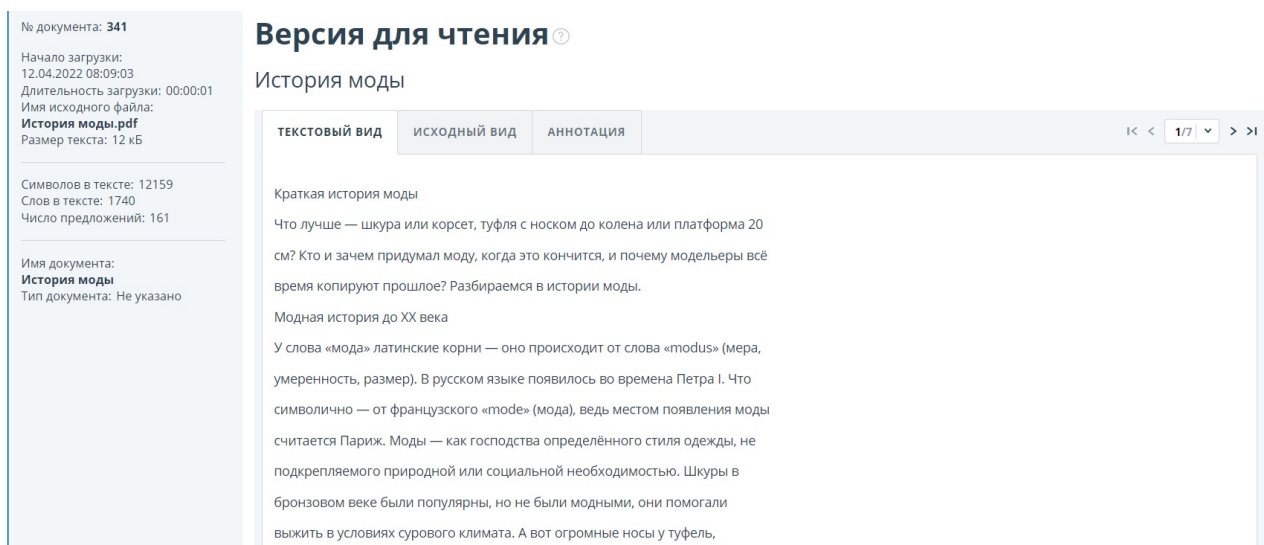 № документа: 341
Начало загрузки:
12.04.2022 08:09:03
Длительность загрузки: 00:00:01
Имя исходного файла:
История моды.pdf
Размер текста: 12 кБ
Символов в тексте: 12159
Слов в тексте: 1740
Число предложений: 161
Имя документа:
История моды
Тип документа: Не указано
Версия для чтения ?
История моды
ТЕКСТОВЫЙ ВИД ИСХОДНЫЙ ВИД АННОТАЦИЯ 1/7
Краткая история моды
Что лучше — шкура или корсет, туфля с носком до колена или платформа 20
см? Кто и зачем придумал моду, когда это кончится, и почему модельеры всё
время копируют прошлое? Разбираемся в истории моды.
Модная история до XX века
У слова «мода» латинские корни — оно происходит от слова «modus» (мера,
умеренность, размер). В русском языке появилось во времена Петра I. Что
символично — от французского «mode» (мода), ведь местом появления моды
считается Париж. Моды — как господства определённого стиля одежды, не
подкрепляемого природной или социальной необходимостью. Шкуры в
бронзовом веке были популярны, но не были модными, они помогали
выжить в условиях сурового климата. А вот огромные носы у туфель,